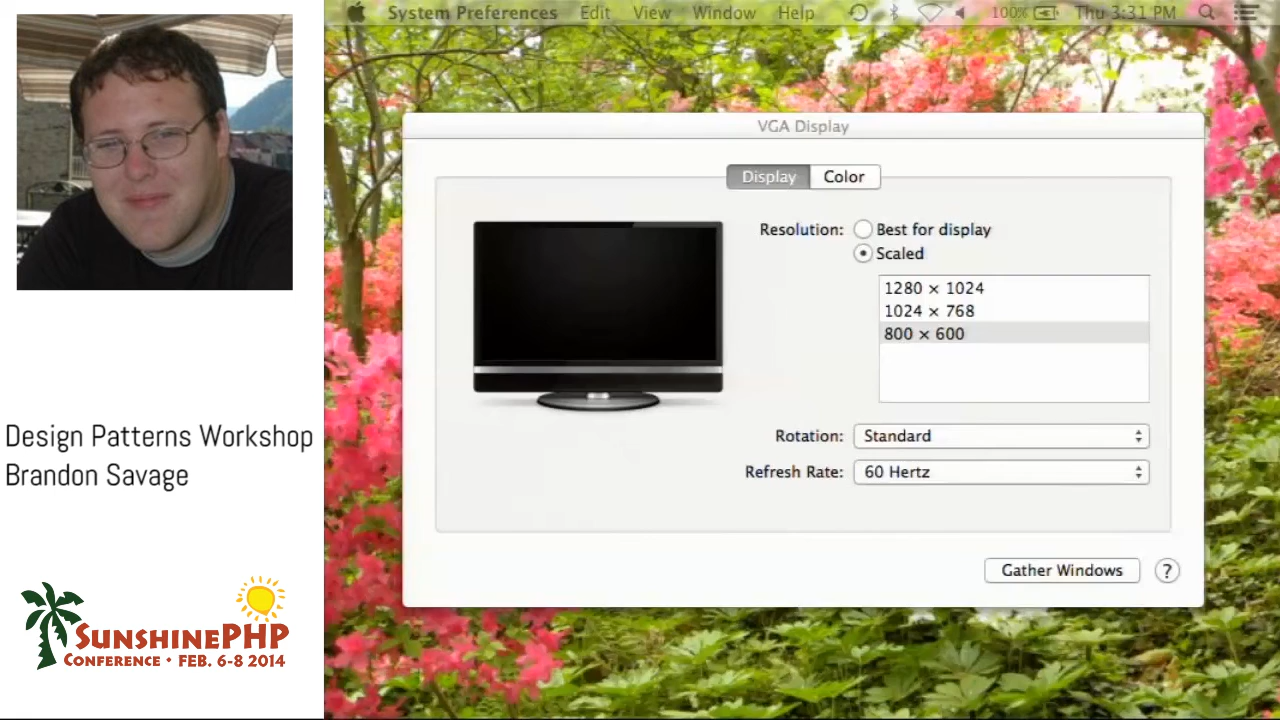 System Preferences Edit View Window Help 100% Thu 3:31 PM
VGA Display
Display Color
Resolution: Best for display
Scaled
1280 × 1024
1024 × 768
800 × 600
Rotation: Standard
Refresh Rate: 60 Hertz
Gather Windows ?
Design Patterns Workshop
Brandon Savage
SunshinePHP
Conference • Feb. 6-8 2014